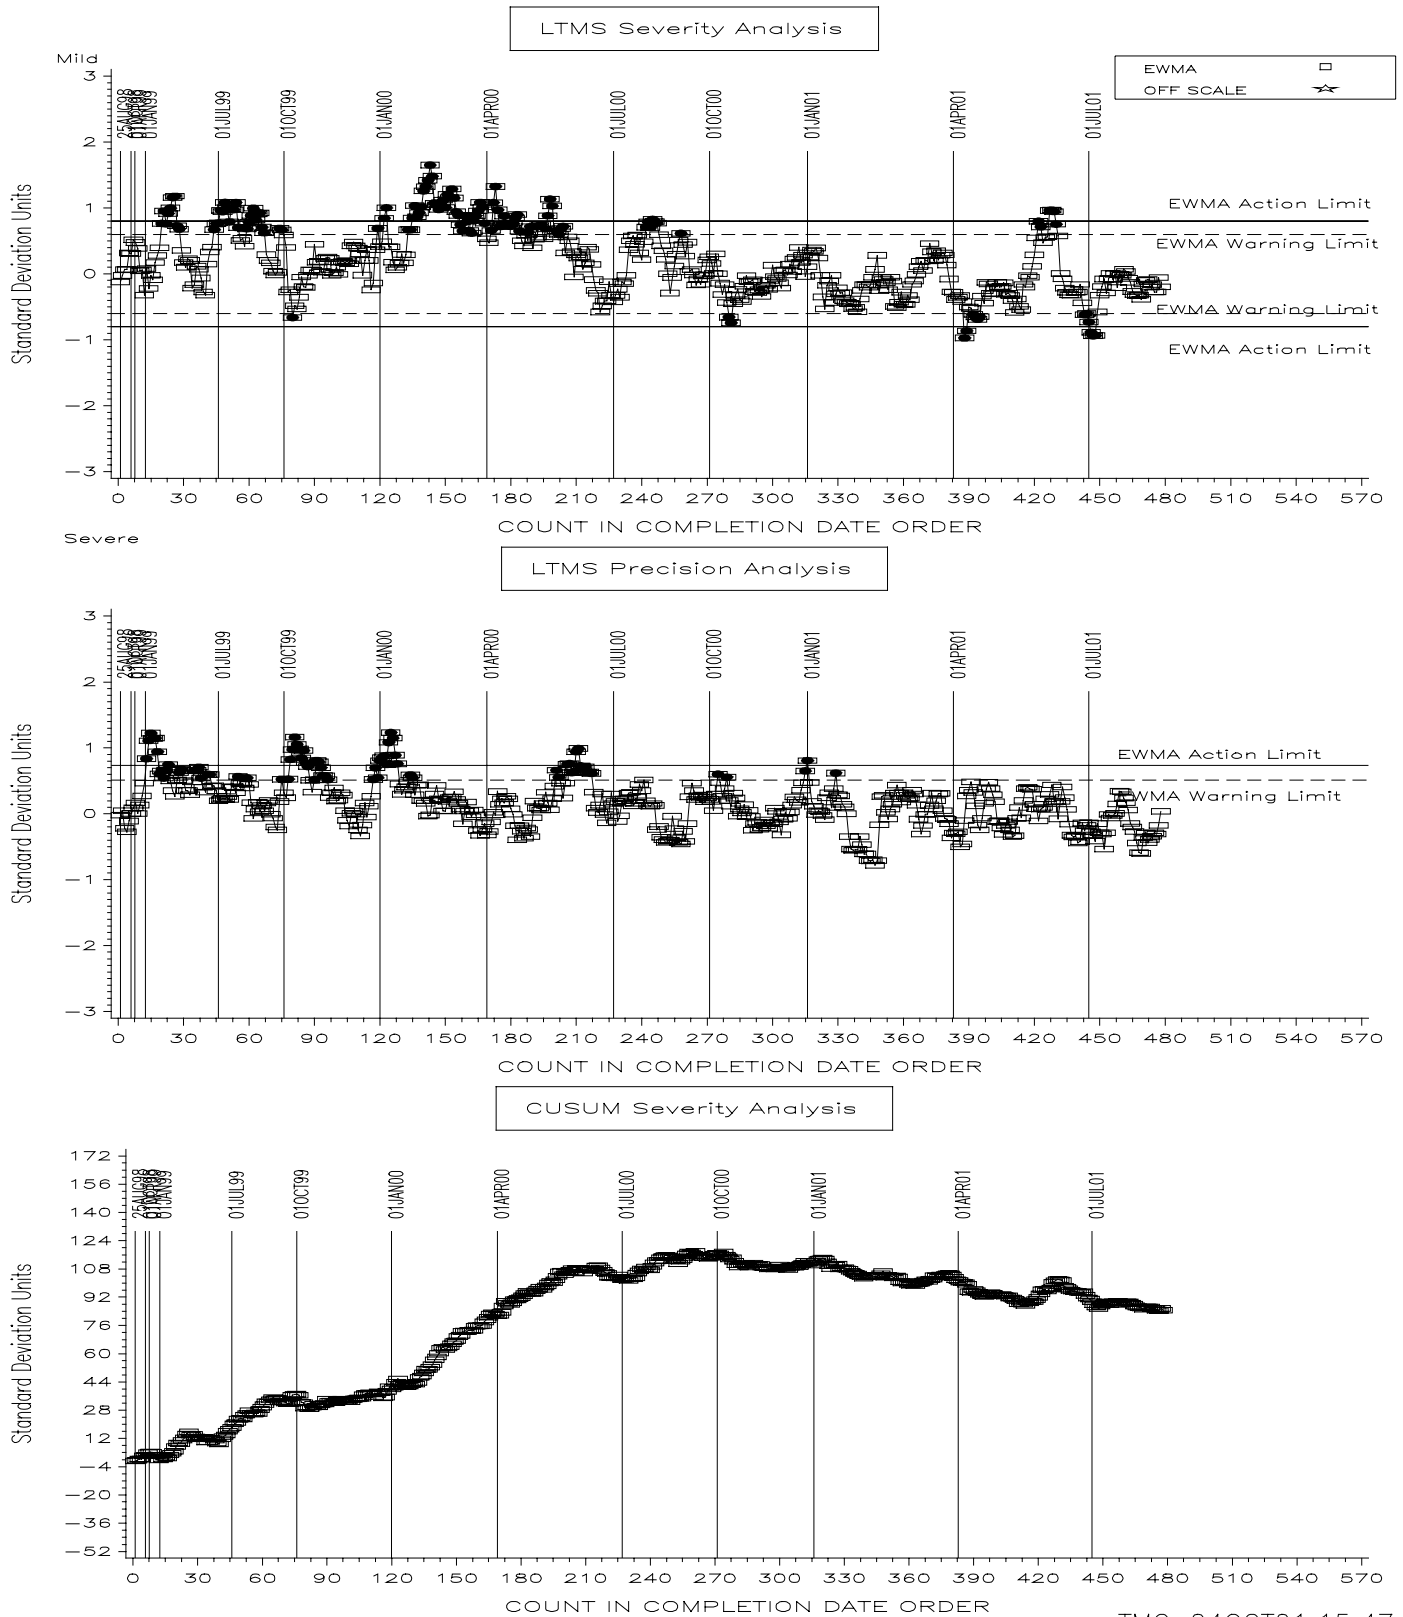 LTMS Severity Analysis
Mild
EWMA
OFF SCALE
3
2
1
0
−1
−2
−3
Standard Deviation Units
25AUG98
01JAN99
01JUL99
01OCT99
01JAN00
01APR00
01JUL00
01OCT00
01JAN01
01APR01
01JUL01
EWMA Action Limit
EWMA Warning Limit
EWMA Warning Limit
EWMA Action Limit
0 30 60 90 120 150 180 210 240 270 300 330 360 390 420 450 480 510 540 570
COUNT IN COMPLETION DATE ORDER
Severe
LTMS Precision Analysis
3
2
1
0
−1
−2
−3
Standard Deviation Units
25AUG98
01JAN99
01JUL99
01OCT99
01JAN00
01APR00
01JUL00
01OCT00
01JAN01
01APR01
01JUL01
EWMA Action Limit
EWMA Warning Limit
0 30 60 90 120 150 180 210 240 270 300 330 360 390 420 450 480 510 540 570
COUNT IN COMPLETION DATE ORDER
CUSUM Severity Analysis
172
156
140
124
108
92
76
60
44
28
12
−4
−20
−36
−52
Standard Deviation Units
25AUG98
01JAN99
01JUL99
01OCT99
01JAN00
01APR00
01JUL00
01OCT00
01JAN01
01APR01
01JUL01
0 30 60 90 120 150 180 210 240 270 300 330 360 390 420 450 480 510 540 570
COUNT IN COMPLETION DATE ORDER